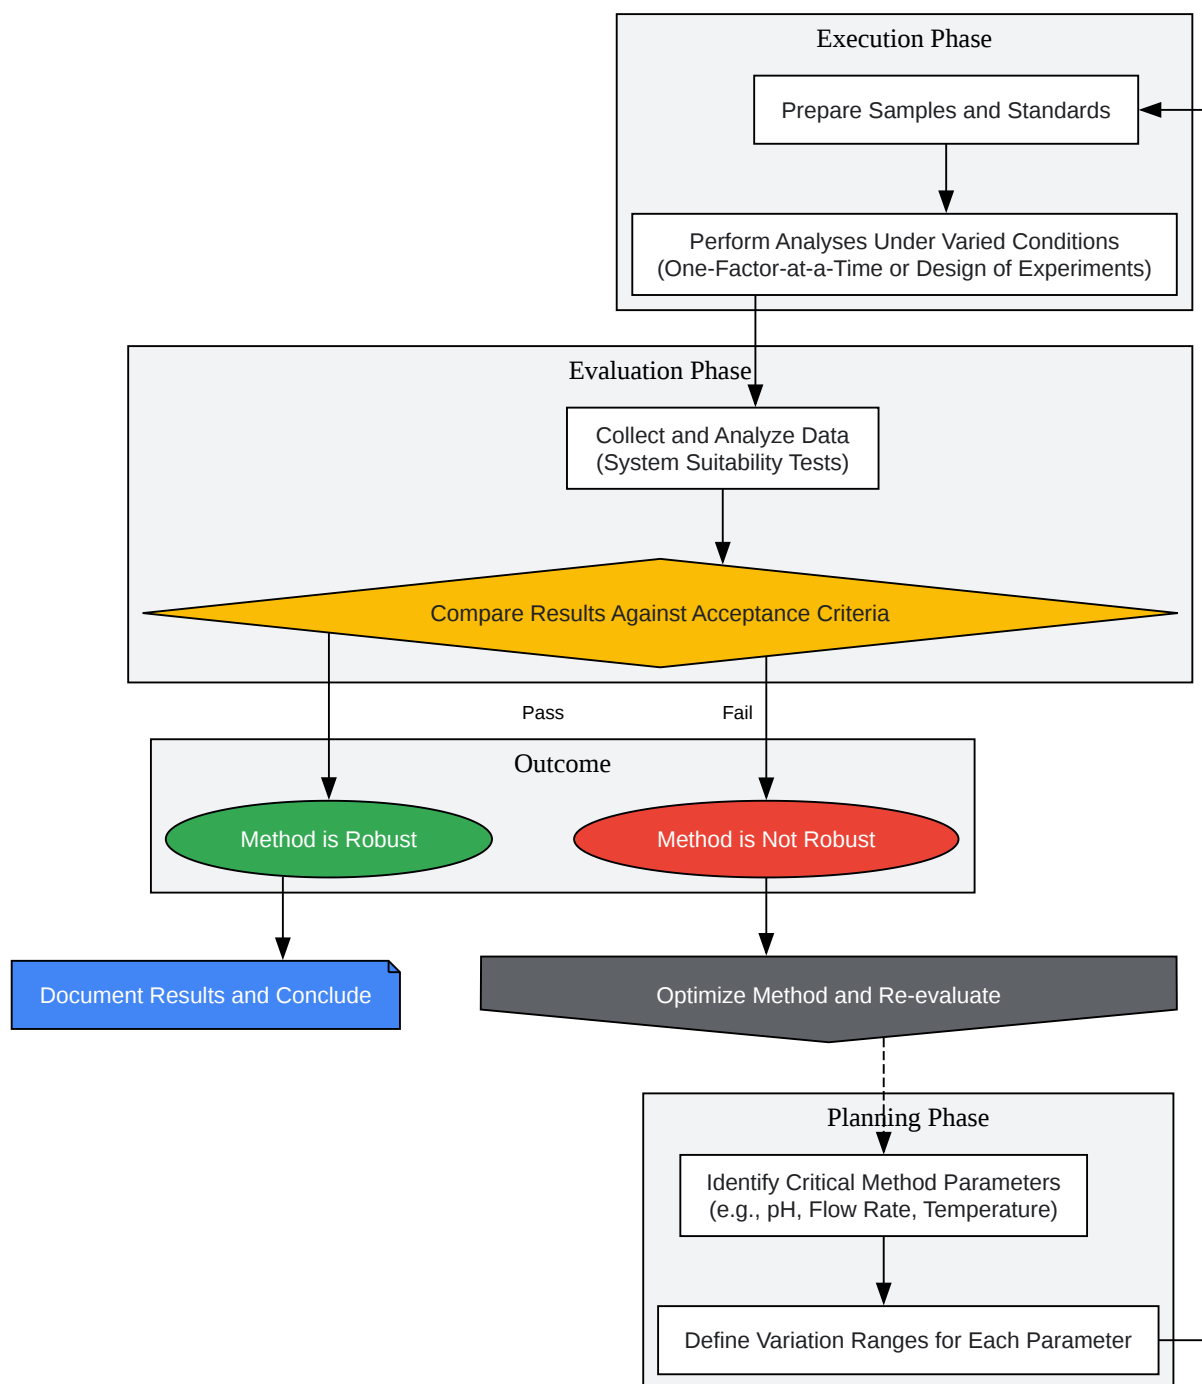 Execution Phase
Prepare Samples and Standards
Perform Analyses Under Varied Conditions
(One-Factor-at-a-Time or Design of Experiments)
Evaluation Phase
Collect and Analyze Data
(System Suitability Tests)
Compare Results Against Acceptance Criteria
Pass
Fail
Outcome
Method is Robust
Method is Not Robust
Document Results and Conclude
Optimize Method and Re-evaluate
Planning Phase
Identify Critical Method Parameters
(e.g., pH, Flow Rate, Temperature)
Define Variation Ranges for Each Parameter